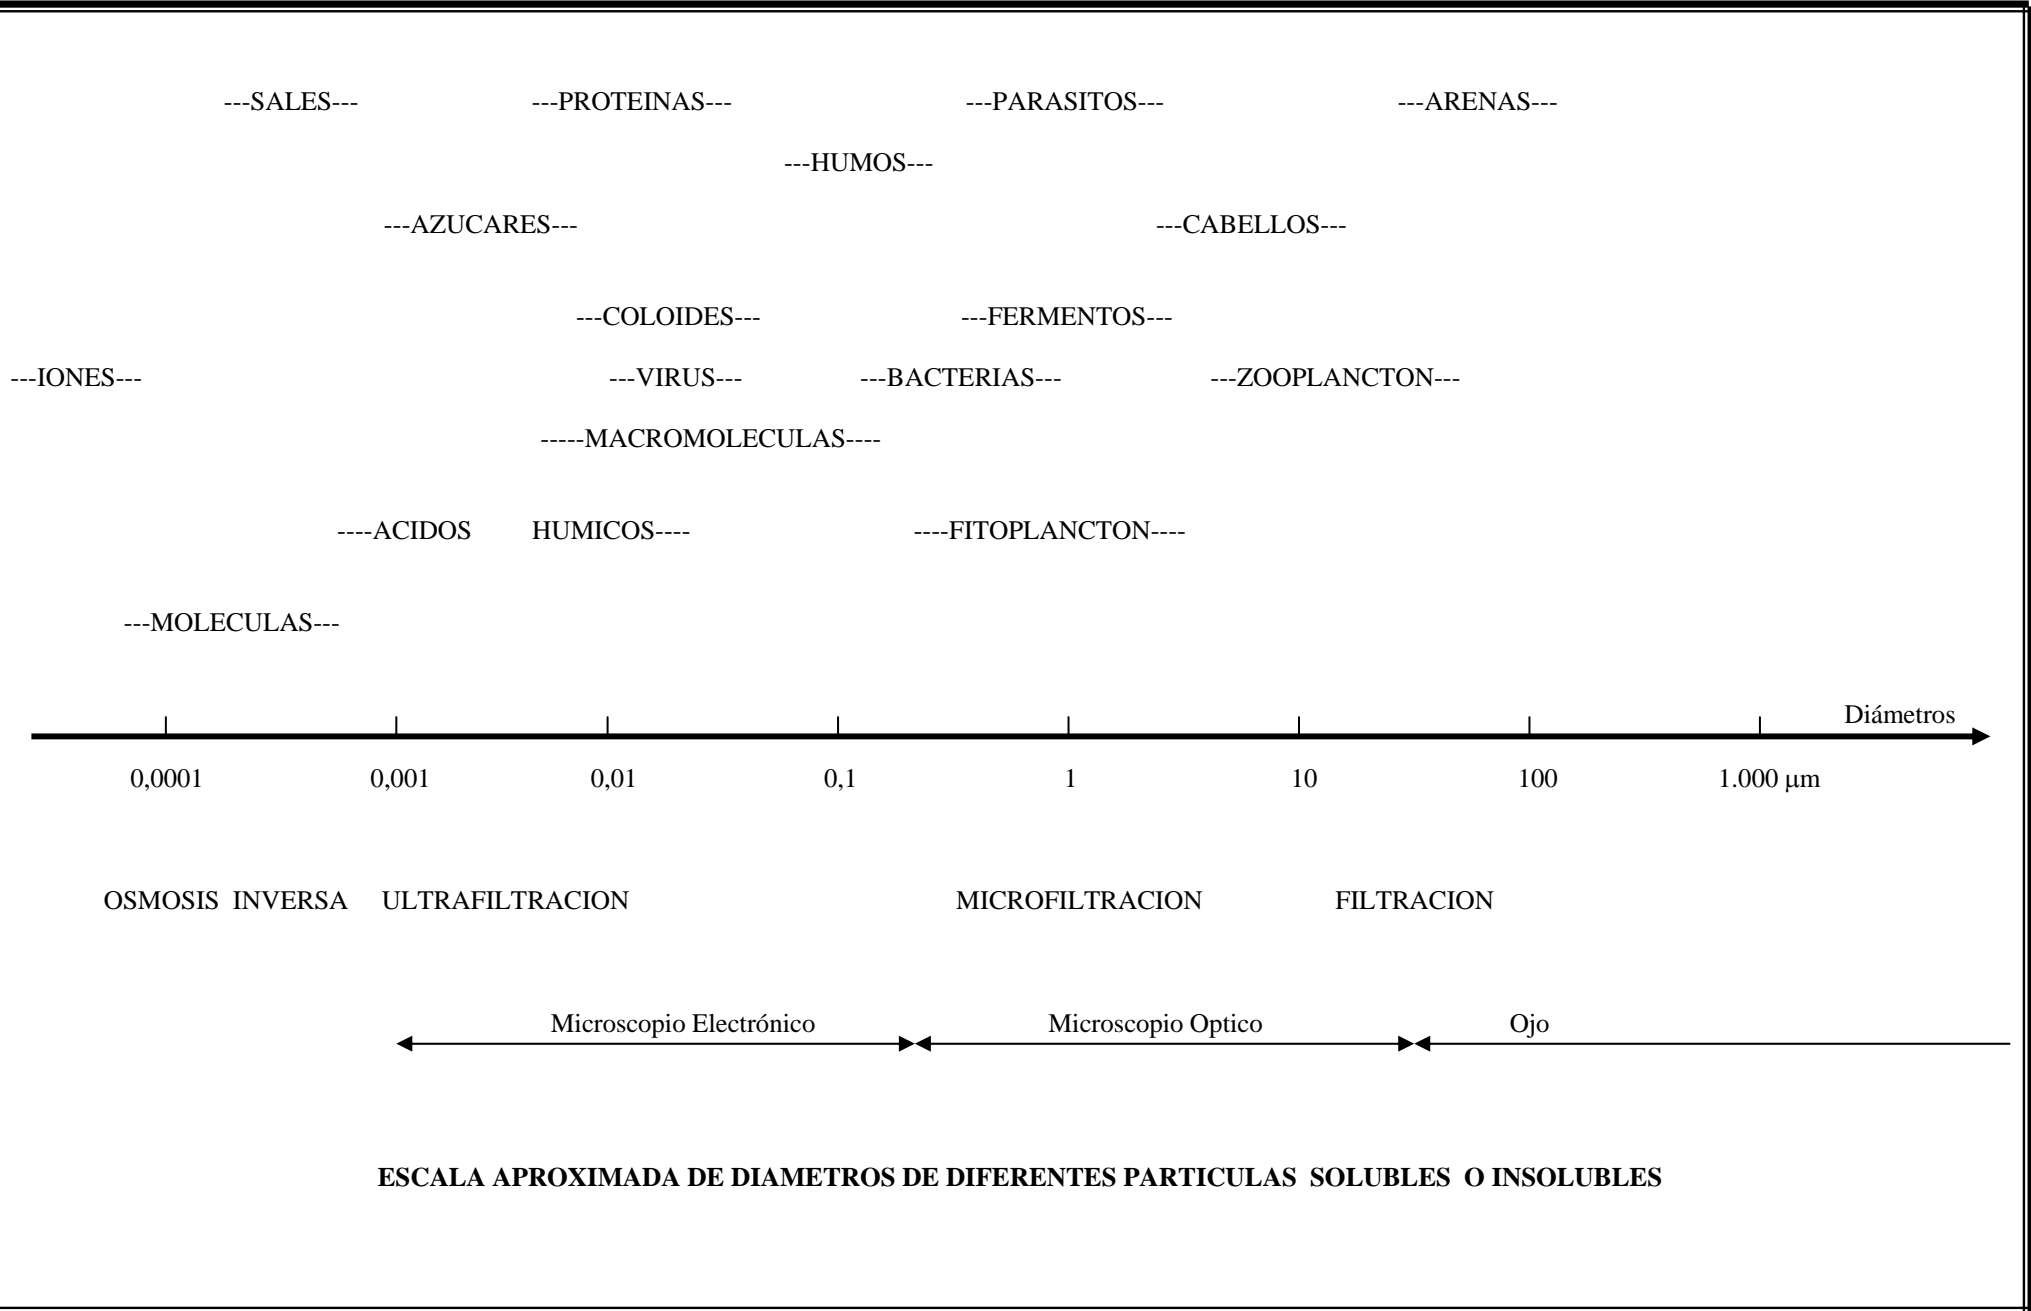 ---SALES--- ---PROTEINAS--- ---PARASITOS--- ---ARENAS---
---HUMOS---
---AZUCARES--- ---CABELLOS---
---COLOIDES--- ---FERMENTOS---
---IONES--- ---VIRUS--- ---BACTERIAS--- ---ZOOPLANCTON---
-----MACROMOLECULAS----
----ACIDOS HUMICOS---- ----FITOPLANCTON----
---MOLECULAS---
Diámetros
0,0001 0,001 0,01 0,1 1 10 100 1.000 μm
OSMOSIS INVERSA ULTRAFILTRACION MICROFILTRACION FILTRACION
Microscopio Electrónico Microscopio Optico Ojo
ESCALA APROXIMADA DE DIAMETROS DE DIFERENTES PARTICULAS SOLUBLES O INSOLUBLES